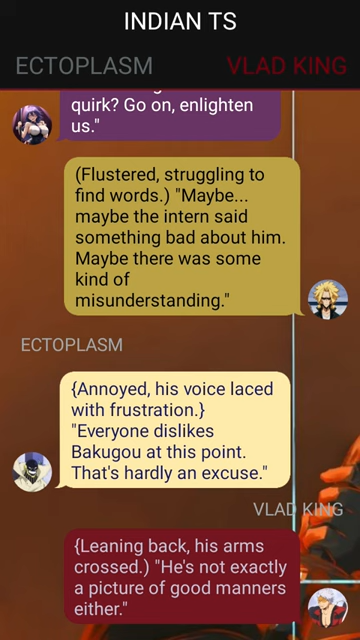 INDIAN TS
ECTOPLASM VLAD KING
quirk? Go on, enlighten
us."
(Flustered, struggling to
find words.) "Maybe...
maybe the intern said
something bad about him.
Maybe there was some
kind of
misunderstanding."
ECTOPLASM
{Annoyed, his voice laced
with frustration.}
"Everyone dislikes
Bakugou at this point.
That's hardly an excuse."
VLAD KING
{Leaning back, his arms
crossed.) "He's not exactly
a picture of good manners
either."